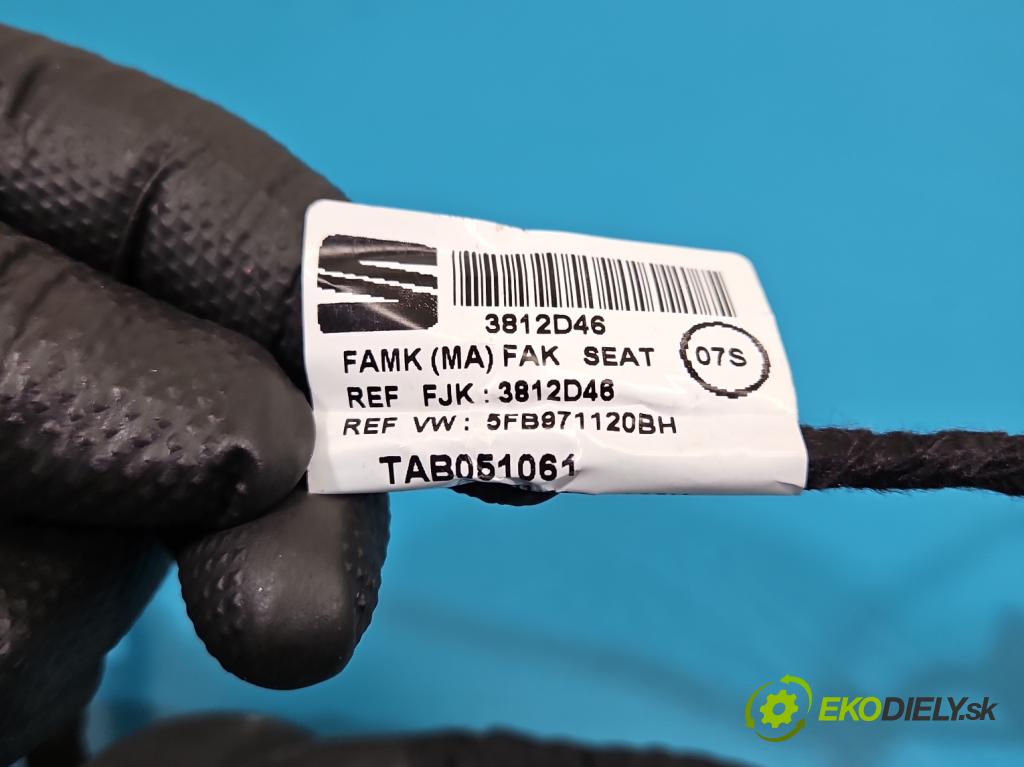 3812D46
FAMK (MA) FAK SEAT 07S
REF FJK : 3812D46
REF VW : 5FB971120BH
TAB051061
EKODIELY.sk